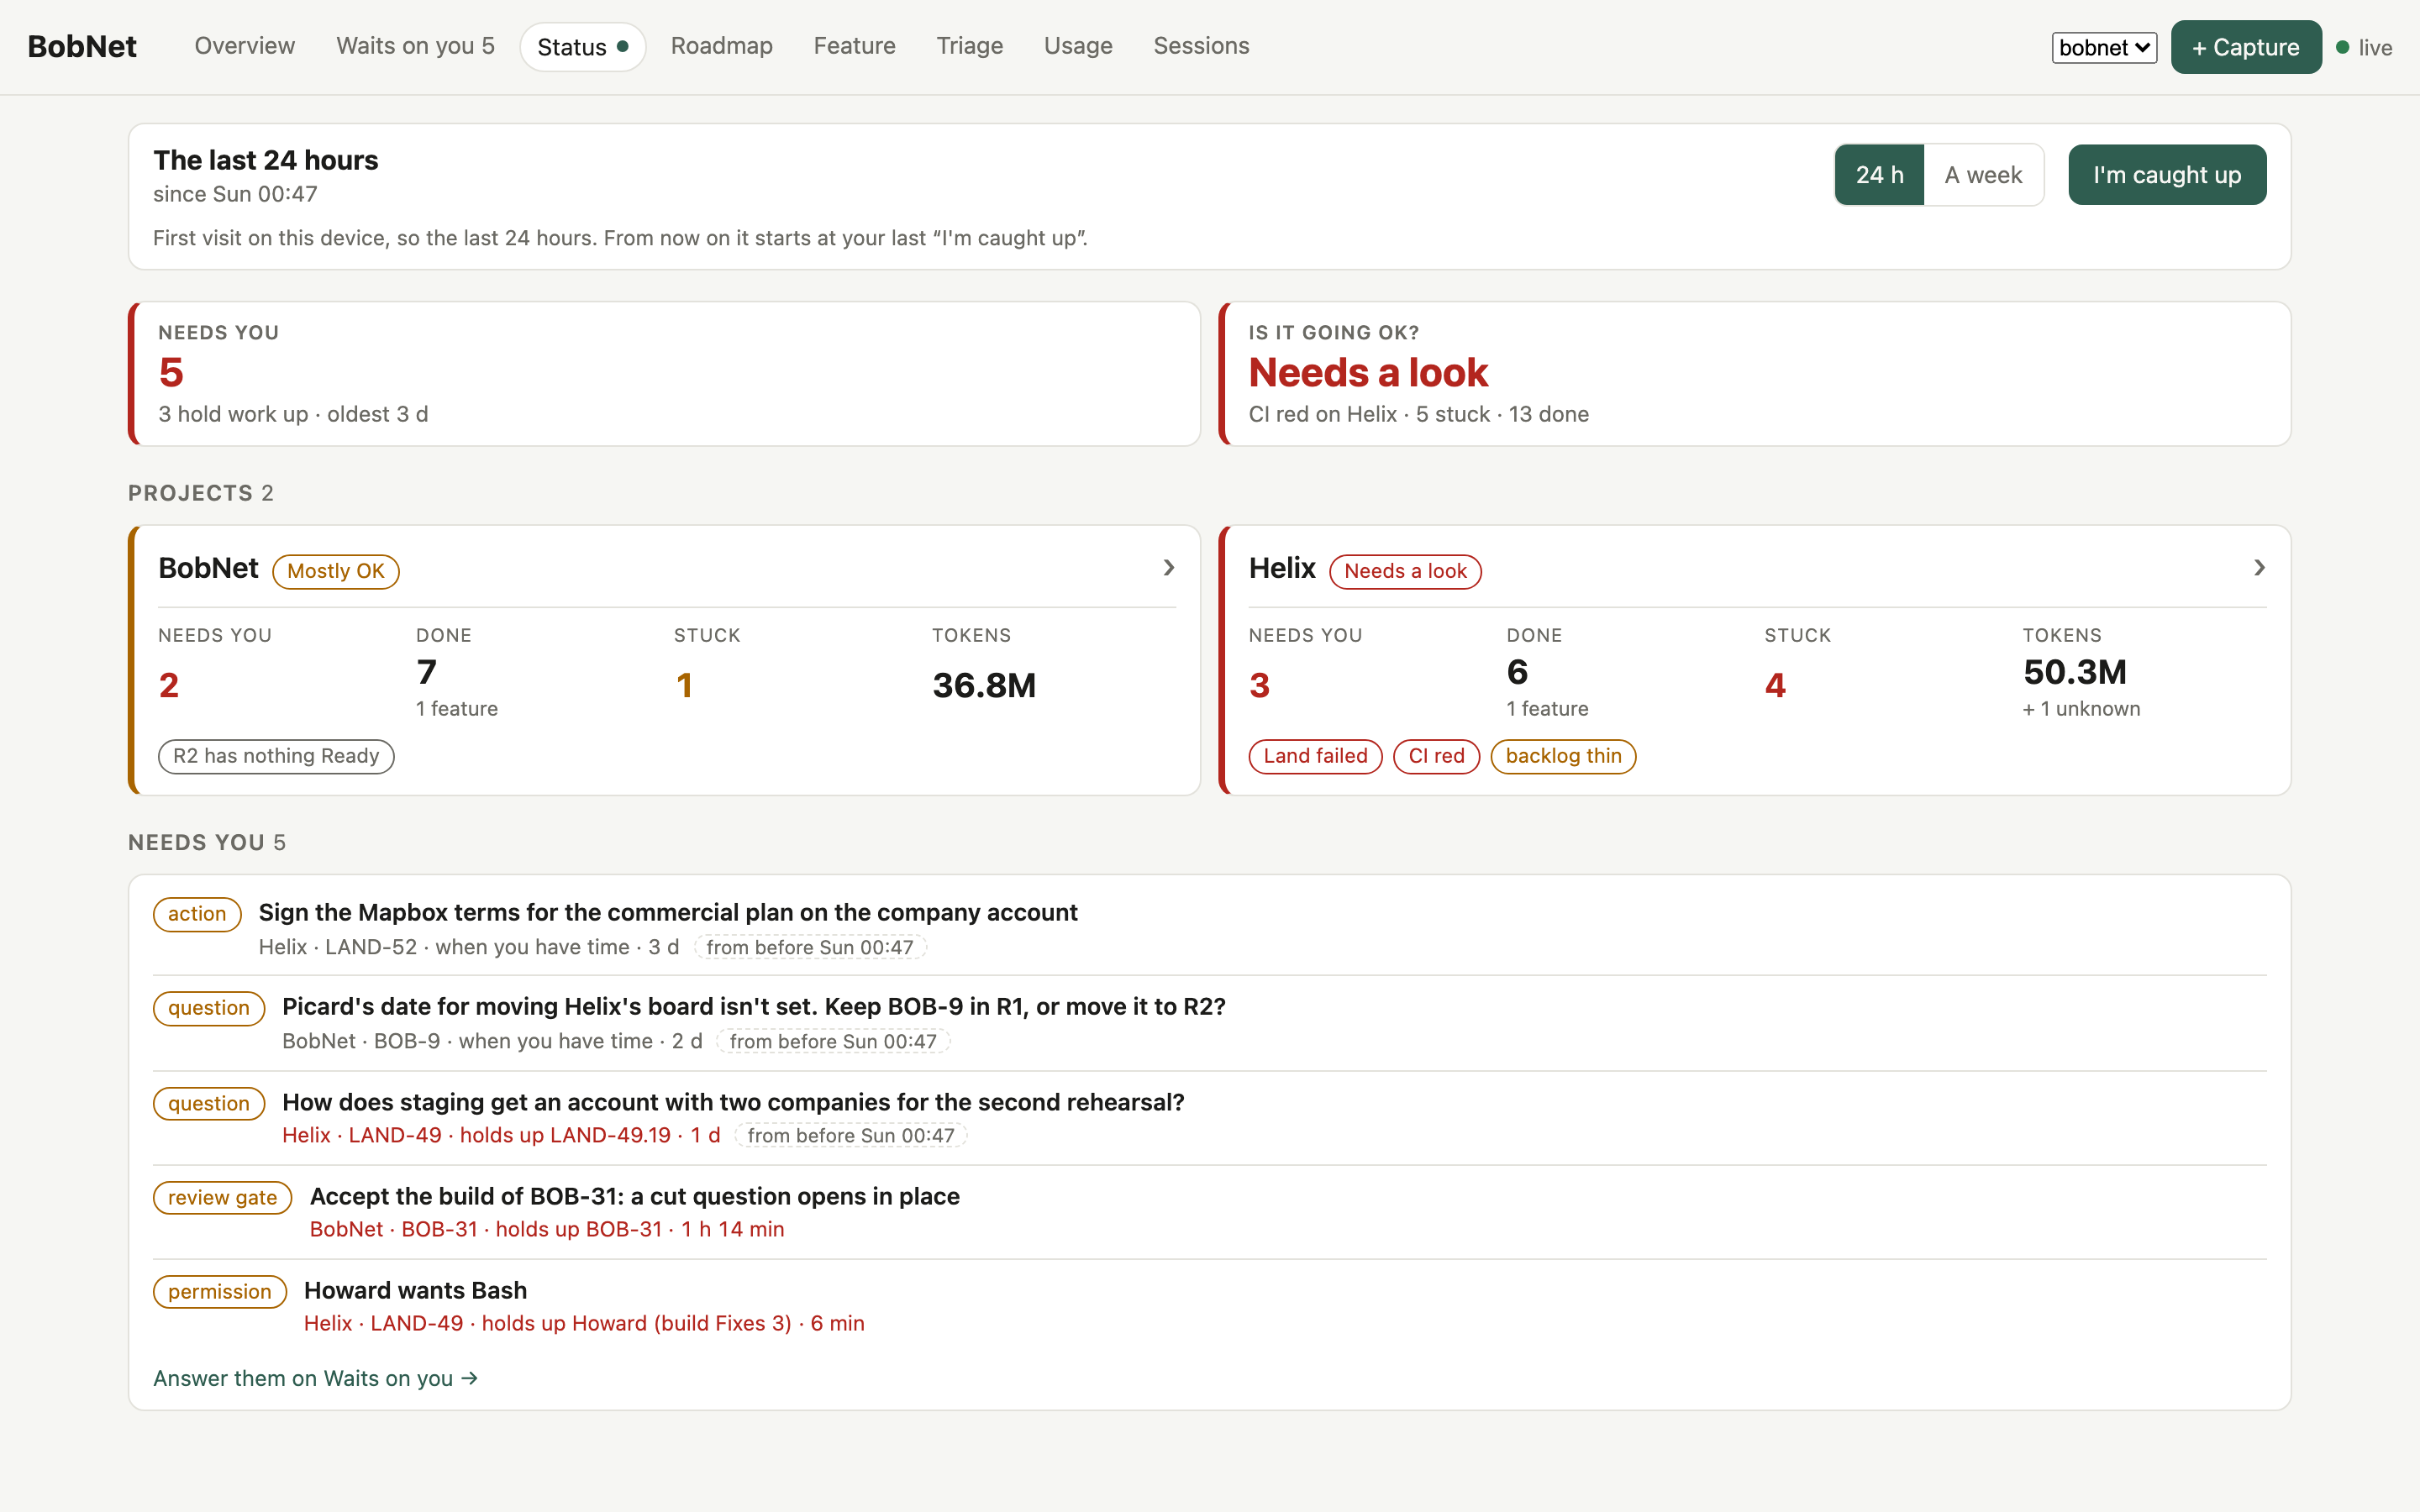 BobNet Overview Waits on you 5 Status Roadmap Feature Triage Usage Sessions bobnet + Capture live
The last 24 hours
since Sun 00:47
24 h A week I'm caught up
First visit on this device, so the last 24 hours. From now on it starts at your last “I'm caught up”.
NEEDS YOU
5
3 hold work up · oldest 3 d
IS IT GOING OK?
Needs a look
CI red on Helix · 5 stuck · 13 done
PROJECTS 2
BobNet Mostly OK ›
NEEDS YOU DONE STUCK TOKENS
2 7 1 36.8M
1 feature
R2 has nothing Ready
Helix Needs a look ›
NEEDS YOU DONE STUCK TOKENS
3 6 4 50.3M
1 feature + 1 unknown
Land failed CI red backlog thin
NEEDS YOU 5
action Sign the Mapbox terms for the commercial plan on the company account
Helix · LAND-52 · when you have time · 3 d from before Sun 00:47
question Picard's date for moving Helix's board isn't set. Keep BOB-9 in R1, or move it to R2?
BobNet · BOB-9 · when you have time · 2 d from before Sun 00:47
question How does staging get an account with two companies for the second rehearsal?
Helix · LAND-49 · holds up LAND-49.19 · 1 d from before Sun 00:47
review gate Accept the build of BOB-31: a cut question opens in place
BobNet · BOB-31 · holds up BOB-31 · 1 h 14 min
permission Howard wants Bash
Helix · LAND-49 · holds up Howard (build Fixes 3) · 6 min
Answer them on Waits on you →